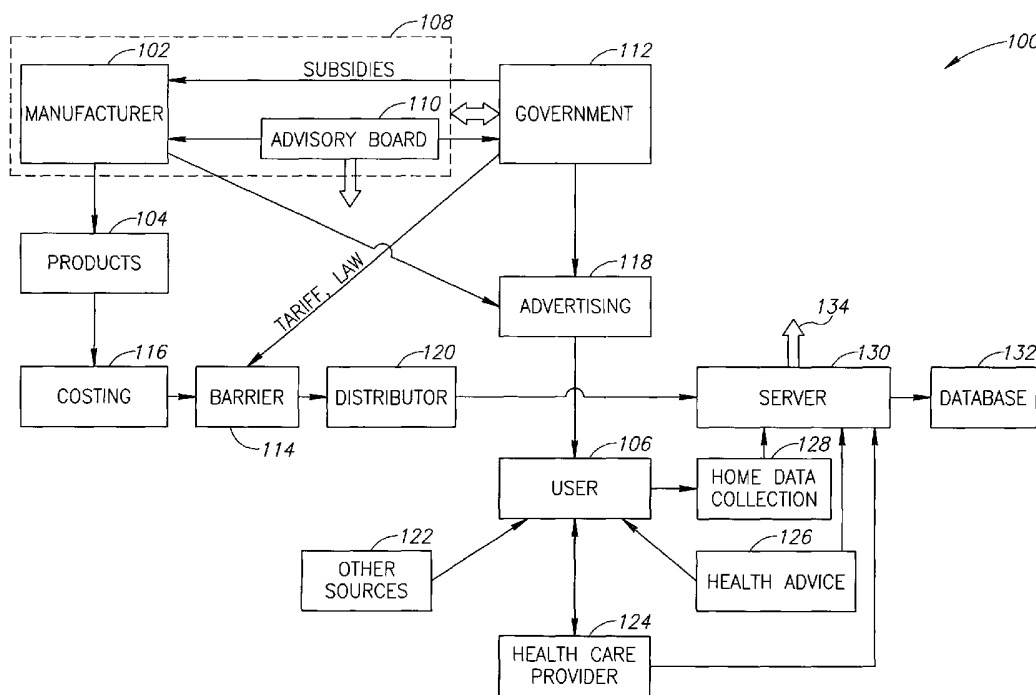 108
100
102
112
SUBSIDIES
MANUFACTURER
110
GOVERNMENT
ADVISORY BOARD
104
PRODUCTS
TARIFF, LAW
118
ADVERTISING
134
116
120
130
132
COSTING
BARRIER
DISTRIBUTOR
SERVER
DATABASE
114
106
128
USER
HOME DATA
COLLECTION
122
126
OTHER
SOURCES
HEALTH ADVICE
124
HEALTH CARE
PROVIDER